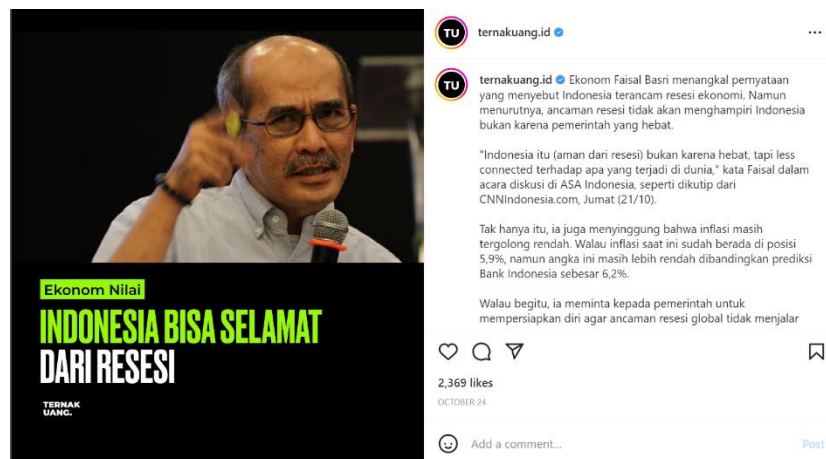 Ekonom Nilai
INDONESIA BISA SELAMAT
DARI RESESI
TERNAK
UANG.
TU
ternakuang.id
TU
ternakuang.id Ekonom Faisal Basri menangkal pernyataan
yang menyebut Indonesia terancam resesi ekonomi. Namun
menurutnya, ancaman resesi tidak akan menghampiri Indonesia
bukan karena pemerintah yang hebat.
"Indonesia itu (aman dari resesi) bukan karena hebat, tapi less
connected terhadap apa yang terjadi di dunia," kata Faisal dalam
acara diskusi di ASA Indonesia, seperti dikutip dari
CNNIndonesia.com, Jumat (21/10).
Tak hanya itu, ia juga menyinggung bahwa inflasi masih
tergolong rendah. Walau inflasi saat ini sudah berada di posisi
5,9%, namun angka ini masih lebih rendah dibandingkan prediksi
Bank Indonesia sebesar 6,2%.
Walau begitu, ia meminta kepada pemerintah untuk
mempersiapkan diri agar ancaman resesi global tidak menjalar
2,369 likes
OCTOBER 24
Add a comment...
Post